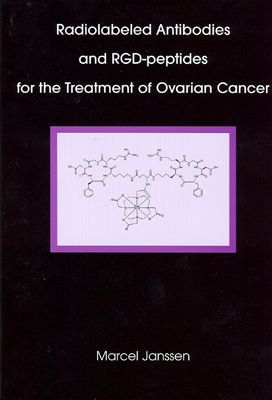 Radiolabeled Antibodies
and RGD-peptides
for the Treatment of Ovarian Cancer
Marcel Janssen